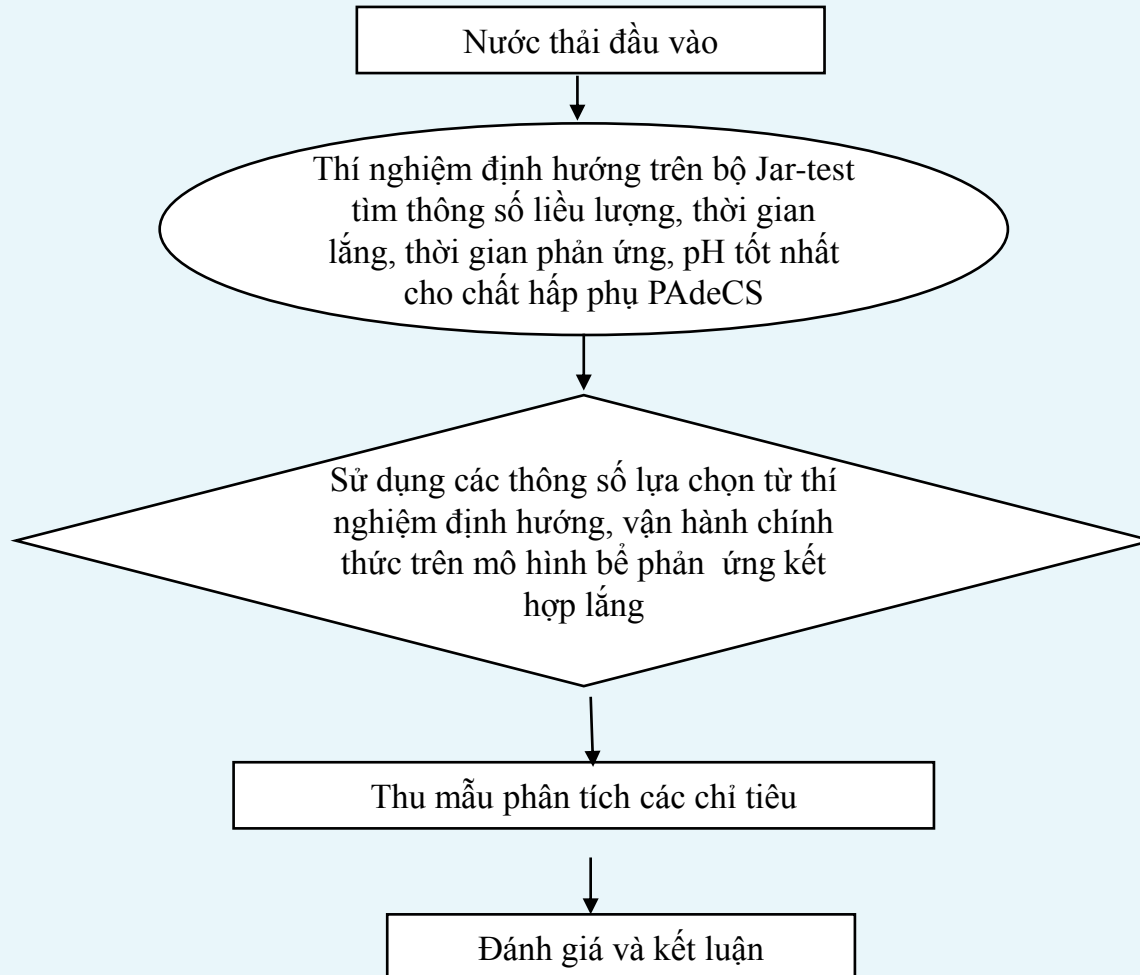 Nước thải đầu vào
Thí nghiệm định hướng trên bộ Jar-test
tìm thông số liều lượng, thời gian
lắng, thời gian phản ứng, pH tốt nhất
cho chất hấp phụ PAdeCS
Sử dụng các thông số lựa chọn từ thí
nghiệm định hướng, vận hành chính
thức trên mô hình bể phản ứng kết
hợp lắng
Thu mẫu phân tích các chỉ tiêu
Đánh giá và kết luận